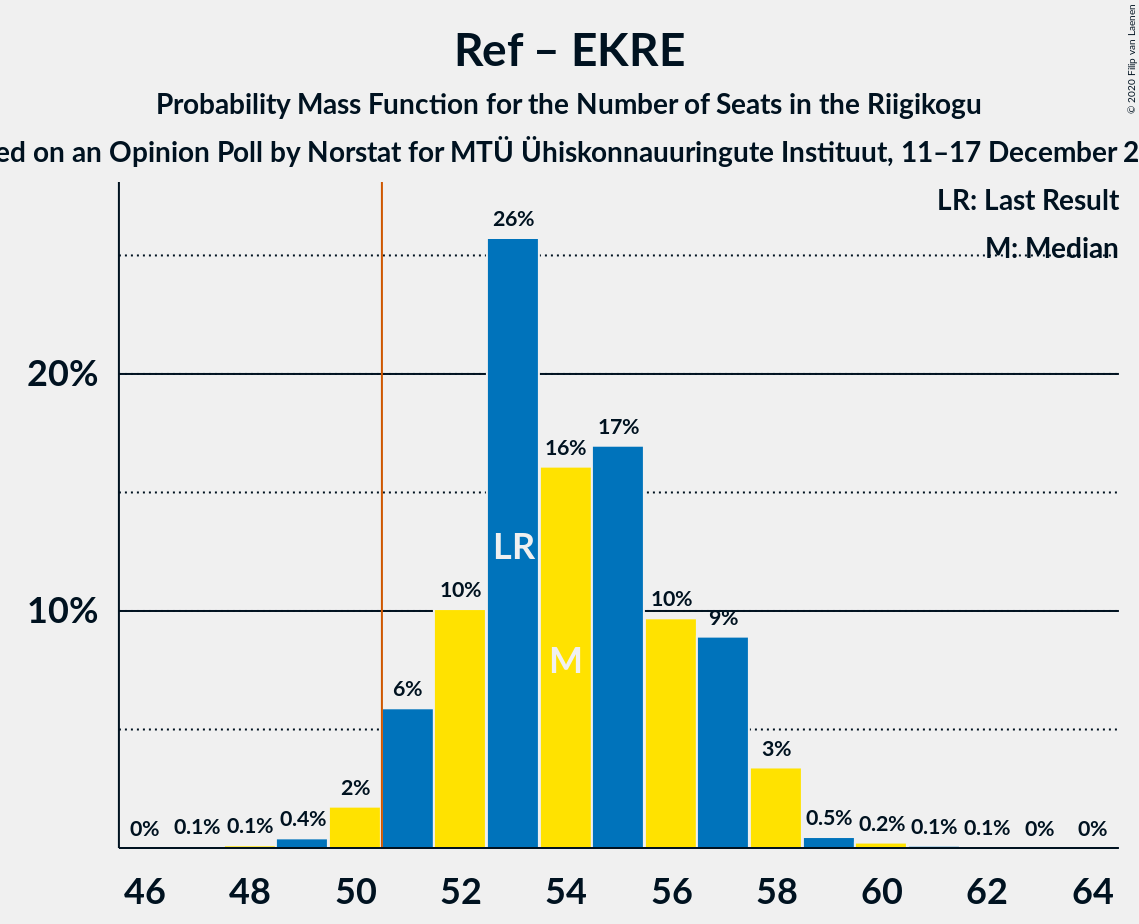 Ref – EKRE
Probability Mass Function for the Number of Seats in the Riigikogu
ed on an Opinion Poll by Norstat for MTÜ Ühiskonnauuringute Instituut, 11–17 December 2
© 2020 Filip van Laenen
LR: Last Result
M: Median
20%
10%
0%
0.1%
0.1%
0.4%
2%
6%
10%
26%
16%
17%
10%
9%
3%
0.5%
0.2%
0.1%
0.1%
0%
0%
LR
M
46 48 50 52 54 56 58 60 62 64